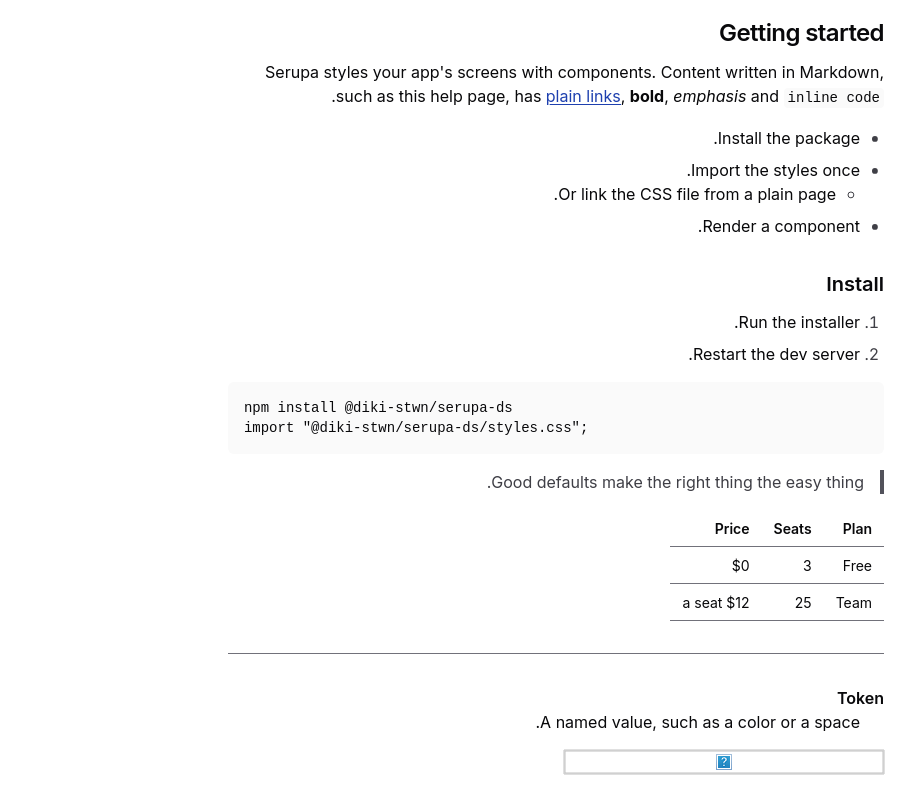 Getting started
Serupa styles your app's screens with components. Content written in Markdown,
such as this help page, has plain links, bold, emphasis and inline code.
• Install the package.
• Import the styles once.
◦ Or link the CSS file from a plain page.
• Render a component.
Install
1. Run the installer.
2. Restart the dev server.
npm install @diki-stwn/serupa-ds
import "@diki-stwn/serupa-ds/styles.css";
Good defaults make the right thing the easy thing.
Plan Seats Price
Free 3 $0
Team 25 $12 a seat
Token
A named value, such as a color or a space.